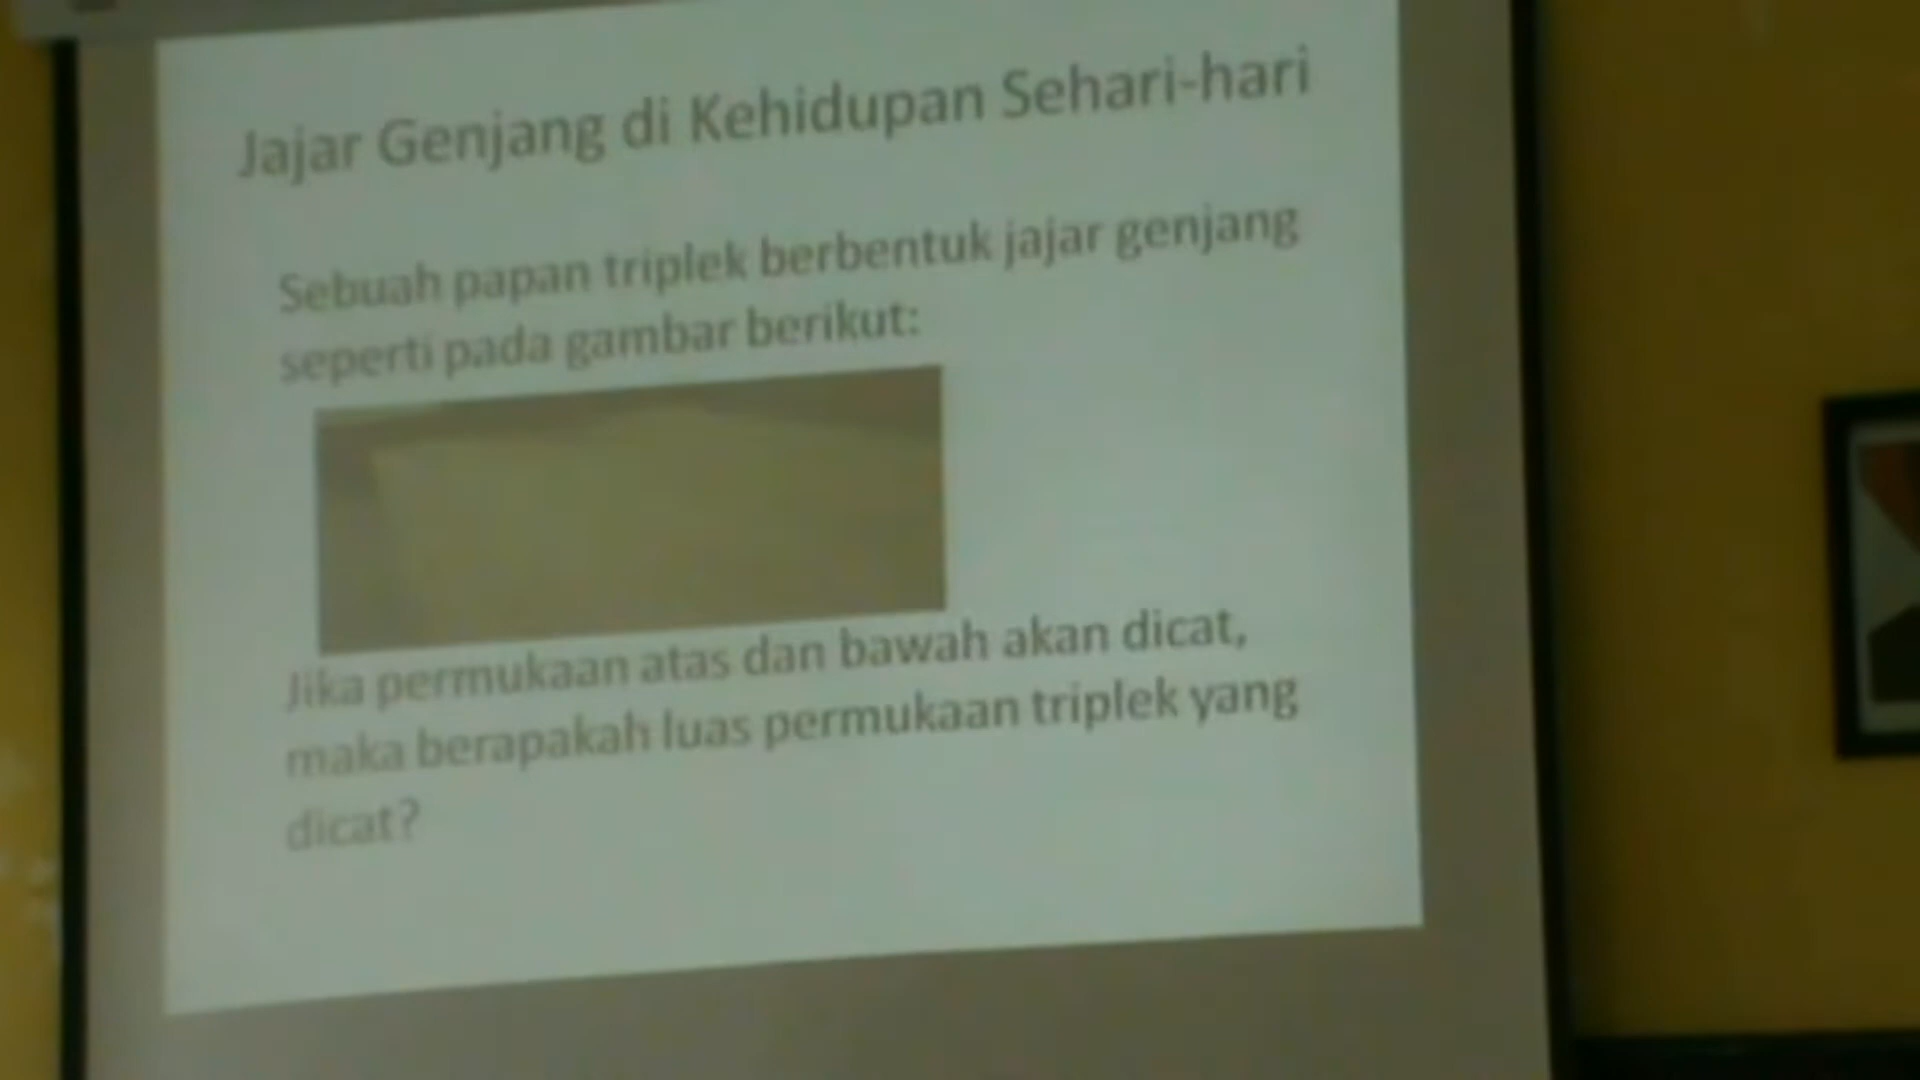 Jajar Genjang di Kehidupan Sehari-hari
Sebuah papan triplek berbentuk jajar genjang
seperti pada gambar berikut:
Jika permukaan atas dan bawah akan dicat,
maka berapakah luas permukaan triplek yang
dicat?